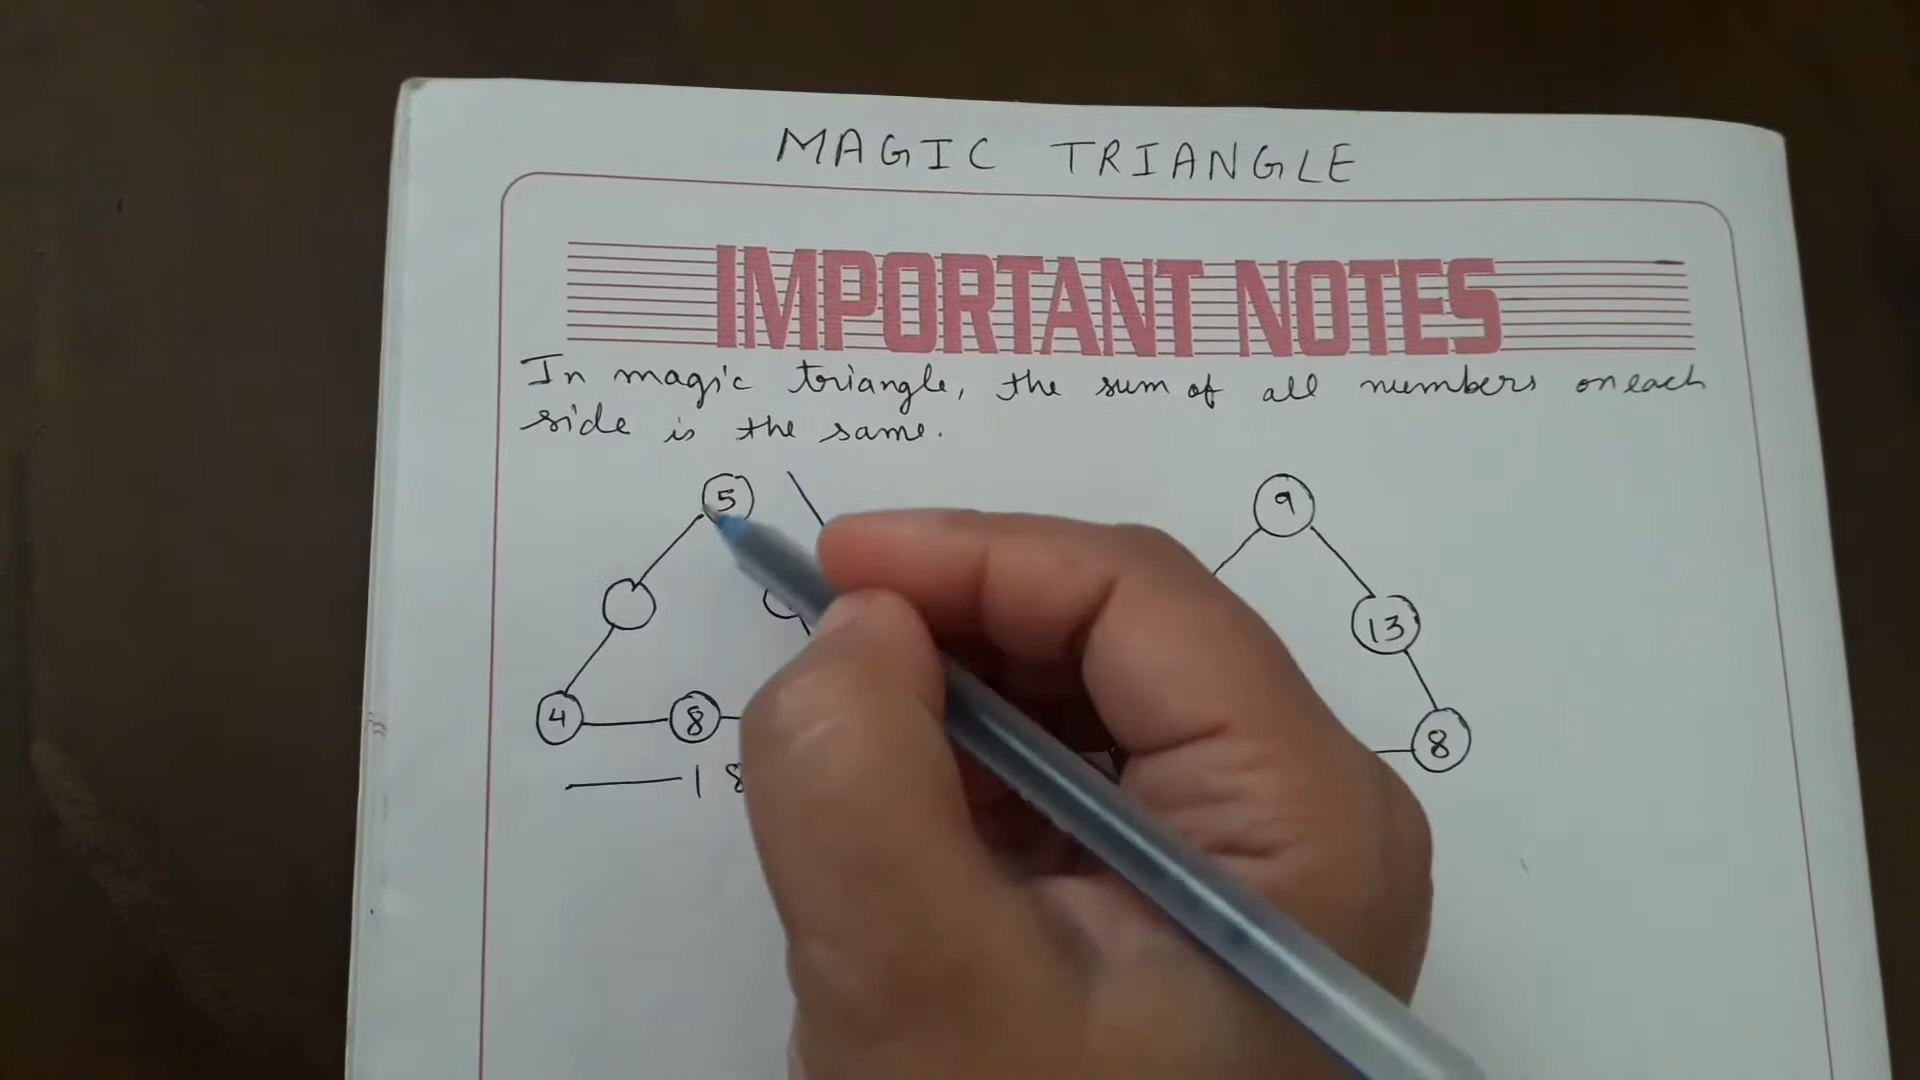 MAGIC TRIANGLE
IMPORTANT NOTES
In magic triangle, the sum of all numbers on each
side is the same.
5
9
13
4
8
8
18